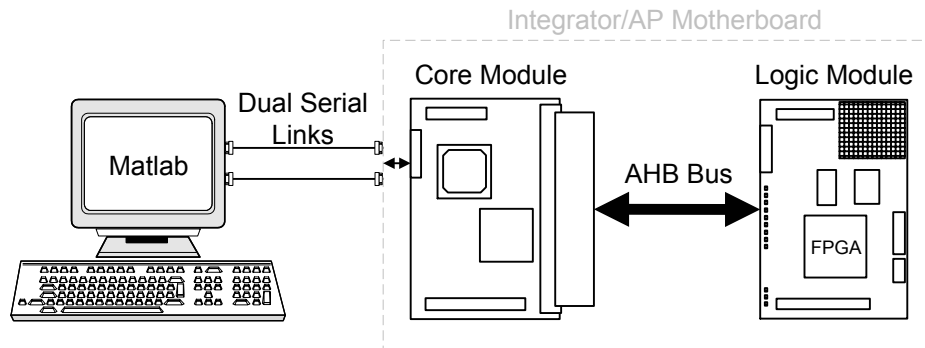 Integrator/AP Motherboard
Core Module
Logic Module
Dual Serial
Links
Matlab
AHB Bus
FPGA